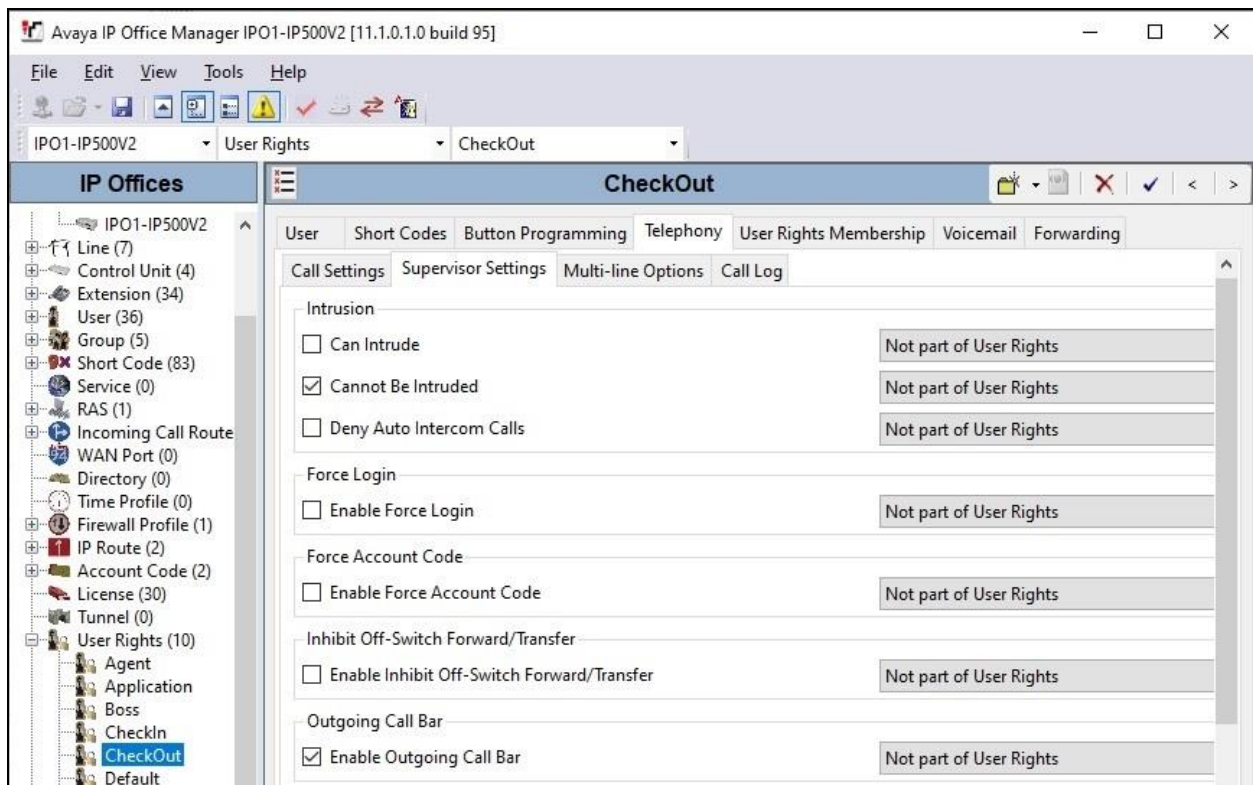 Avaya IP Office Manager IPO1-IP500V2 [11.1.0.1.0 build 95]
File Edit View Tools Help
IPO1-IP500V2 User Rights CheckOut
IP Offices
IPO1-IP500V2
Line (7)
Control Unit (4)
Extension (34)
User (36)
Group (5)
Short Code (83)
Service (0)
RAS (1)
Incoming Call Route
WAN Port (0)
Directory (0)
Time Profile (0)
Firewall Profile (1)
IP Route (2)
Account Code (2)
License (30)
Tunnel (0)
User Rights (10)
Agent
Application
Boss
CheckIn
CheckOut
Default
CheckOut
User Short Codes Button Programming Telephony User Rights Membership Voicemail Forwarding
Call Settings Supervisor Settings Multi-line Options Call Log
Intrusion
Can Intrude Not part of User Rights
Cannot Be Intruded Not part of User Rights
Deny Auto Intercom Calls Not part of User Rights
Force Login
Enable Force Login Not part of User Rights
Force Account Code
Enable Force Account Code Not part of User Rights
Inhibit Off-Switch Forward/Transfer
Enable Inhibit Off-Switch Forward/Transfer Not part of User Rights
Outgoing Call Bar
Enable Outgoing Call Bar Not part of User Rights